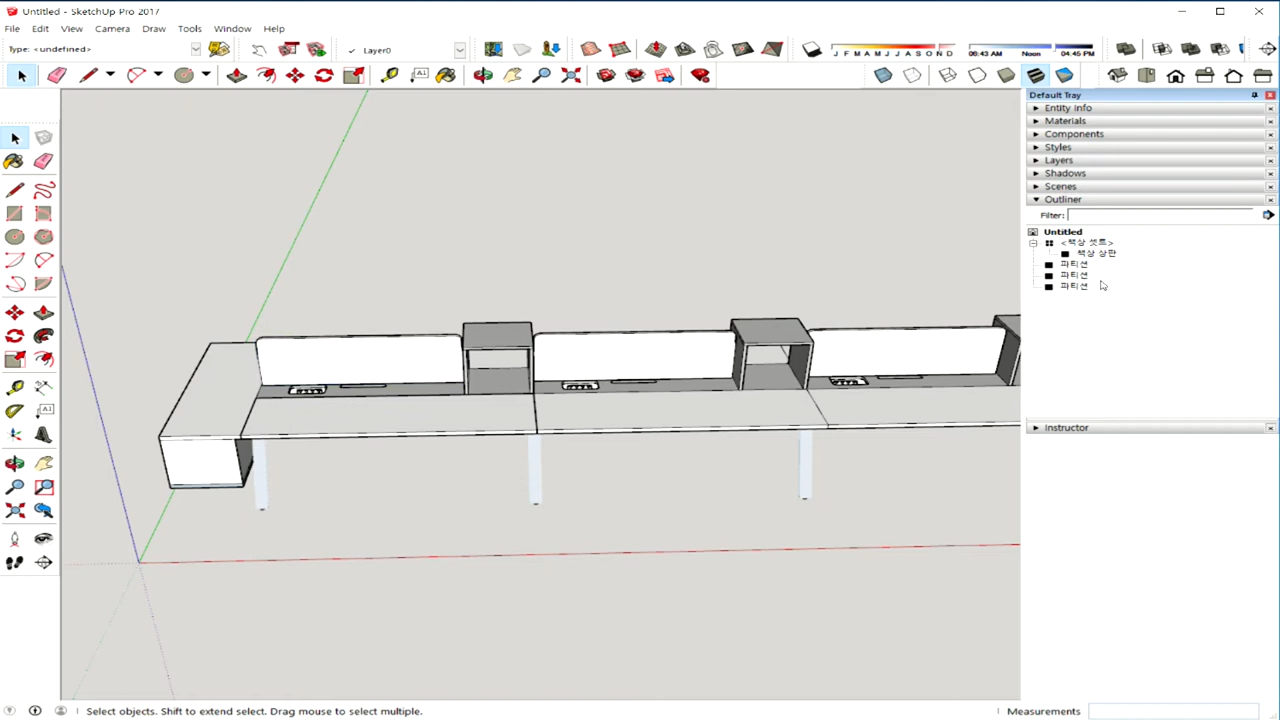 Untitled - SketchUp Pro 2017
File Edit View Camera Draw Tools Window Help
Type: <undefined>
Layer0
J F M A M J J A S O N D
06:43 AM Noon 04:45 PM
A1
Default Tray
Entity Info
Materials
Components
Styles
Layers
Shadows
Scenes
Outliner
Filter:
Untitled
<책상 셋트>
책상 상판
파티션
파티션
파티션
Instructor
A1
Select objects. Shift to extend select. Drag mouse to select multiple.
Measurements